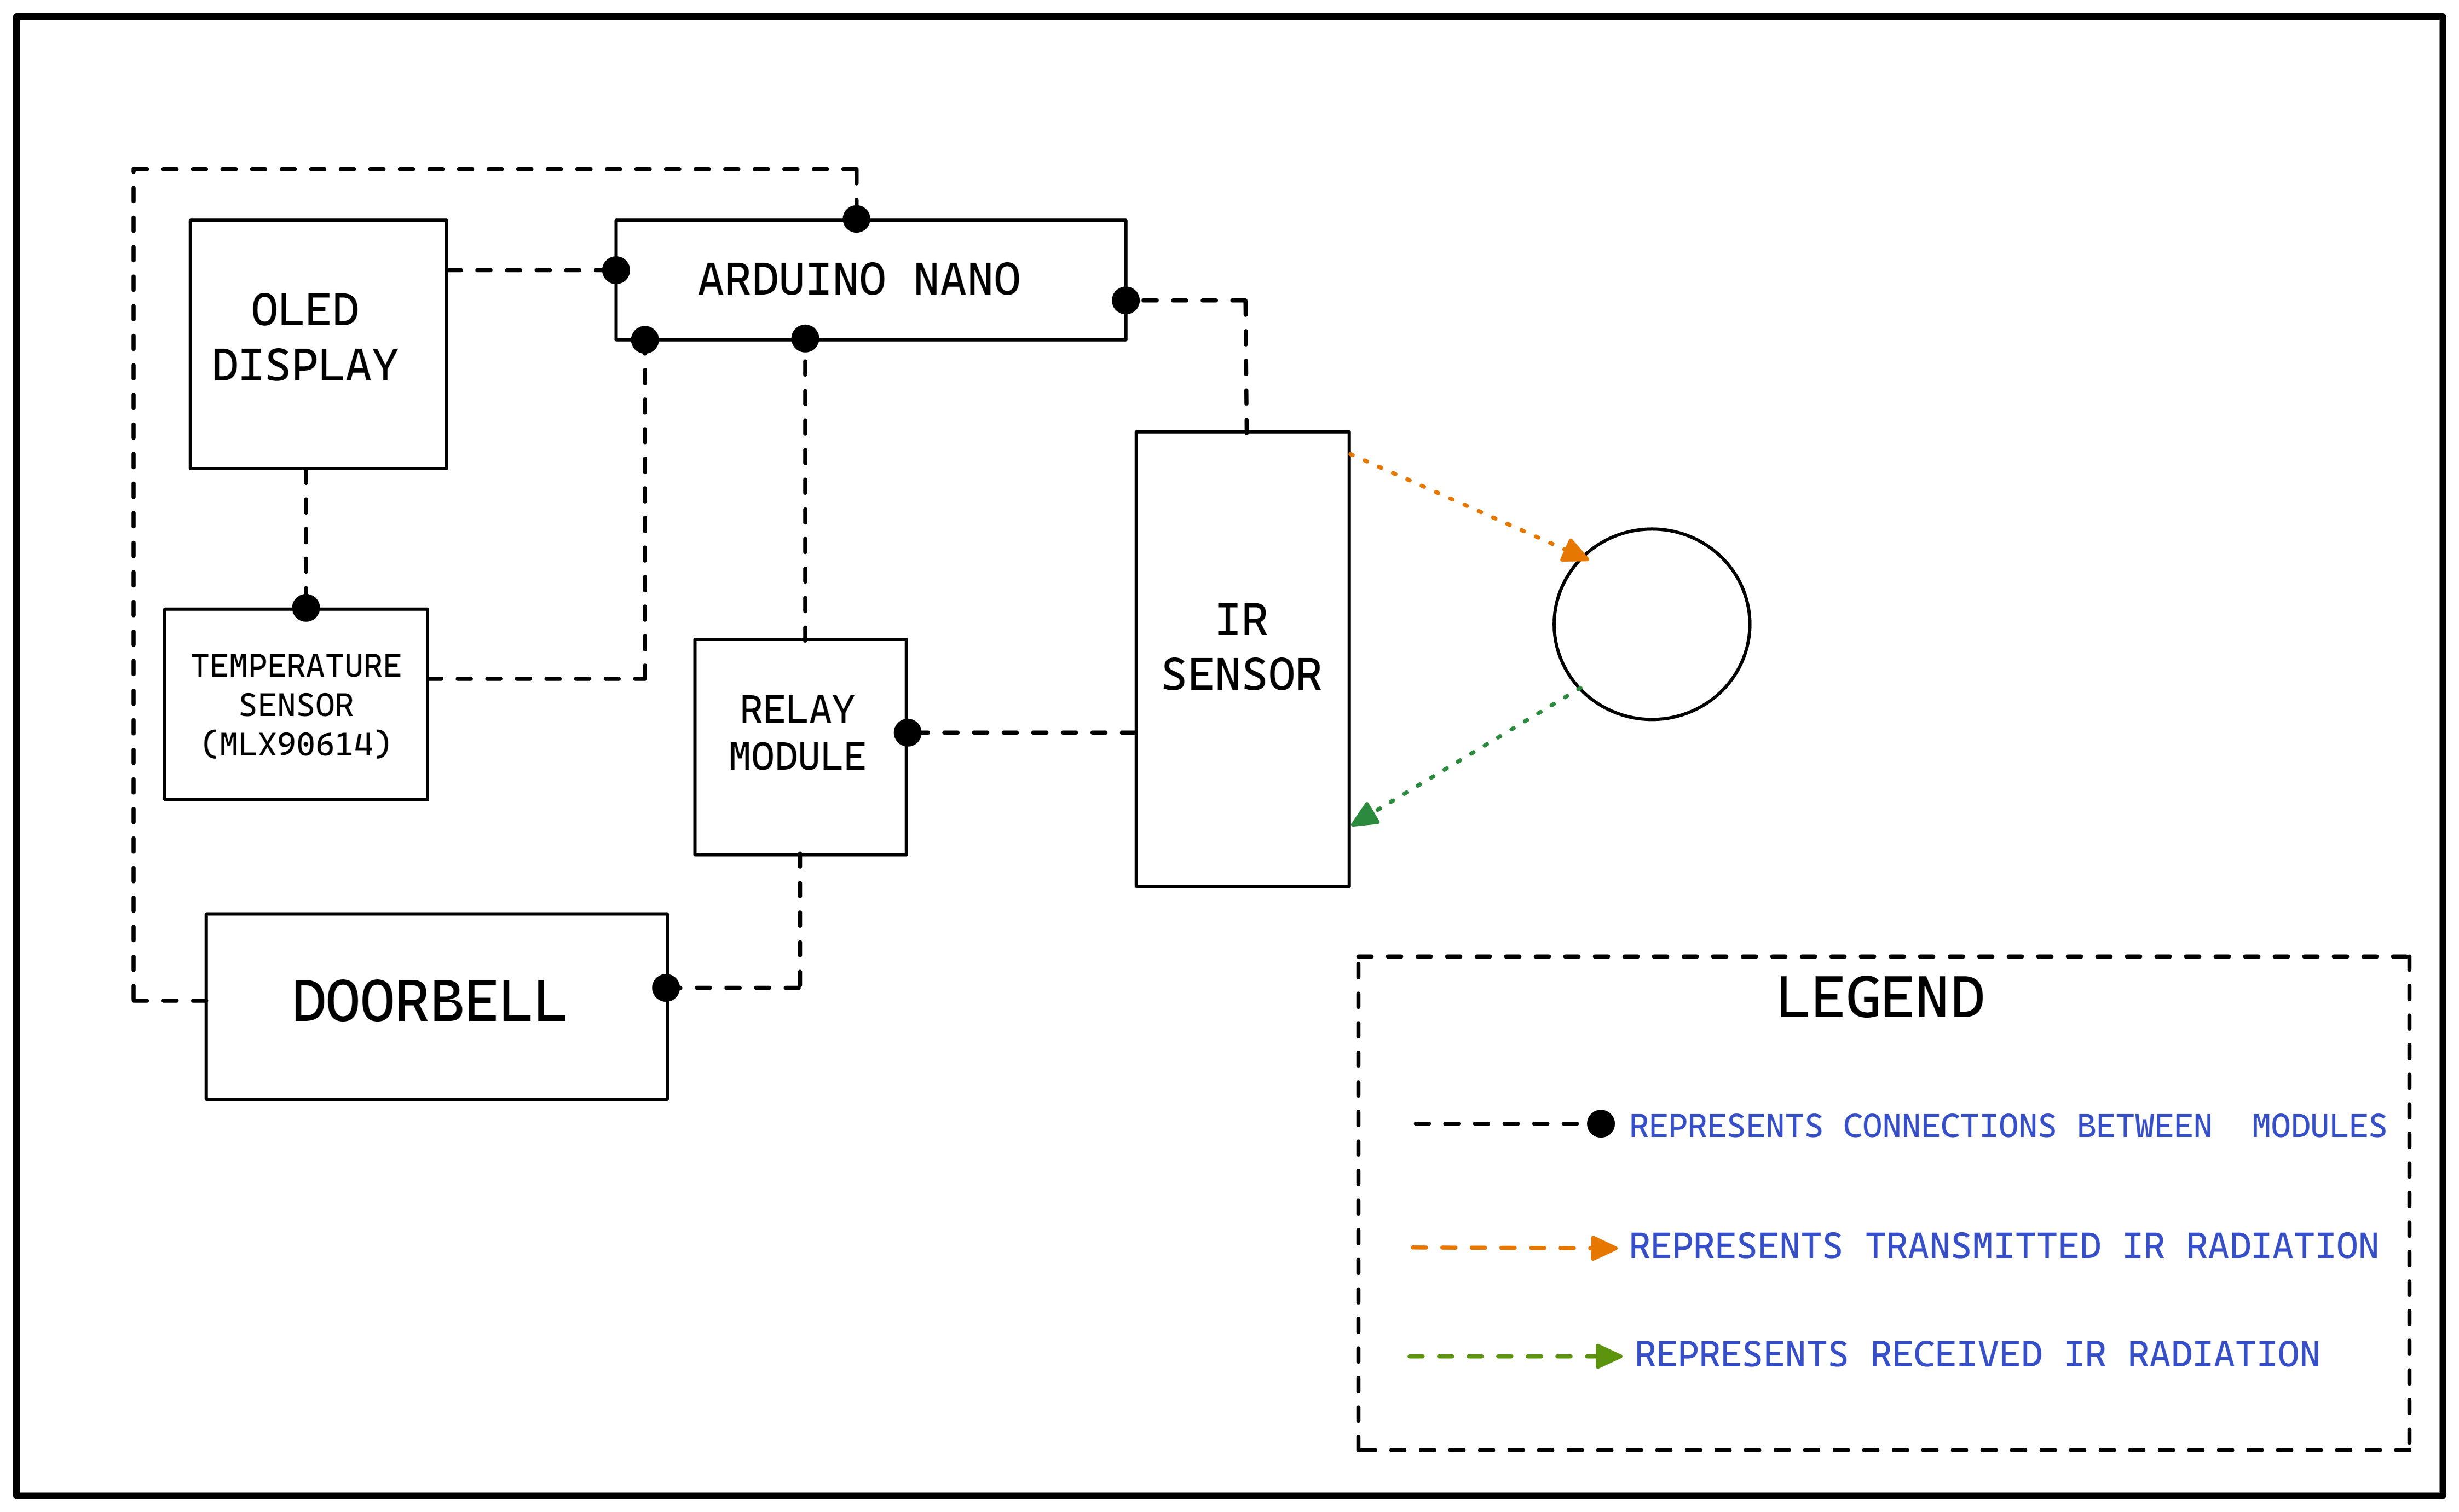 ARDUINO NANO
OLED
DISPLAY
IR
SENSOR
TEMPERATURE
SENSOR
(MLX90614)
RELAY
MODULE
DOORBELL
LEGEND
REPRESENTS CONNECTIONS BETWEEN  MODULES
REPRESENTS TRANSMITTED IR RADIATION
REPRESENTS RECEIVED IR RADIATION